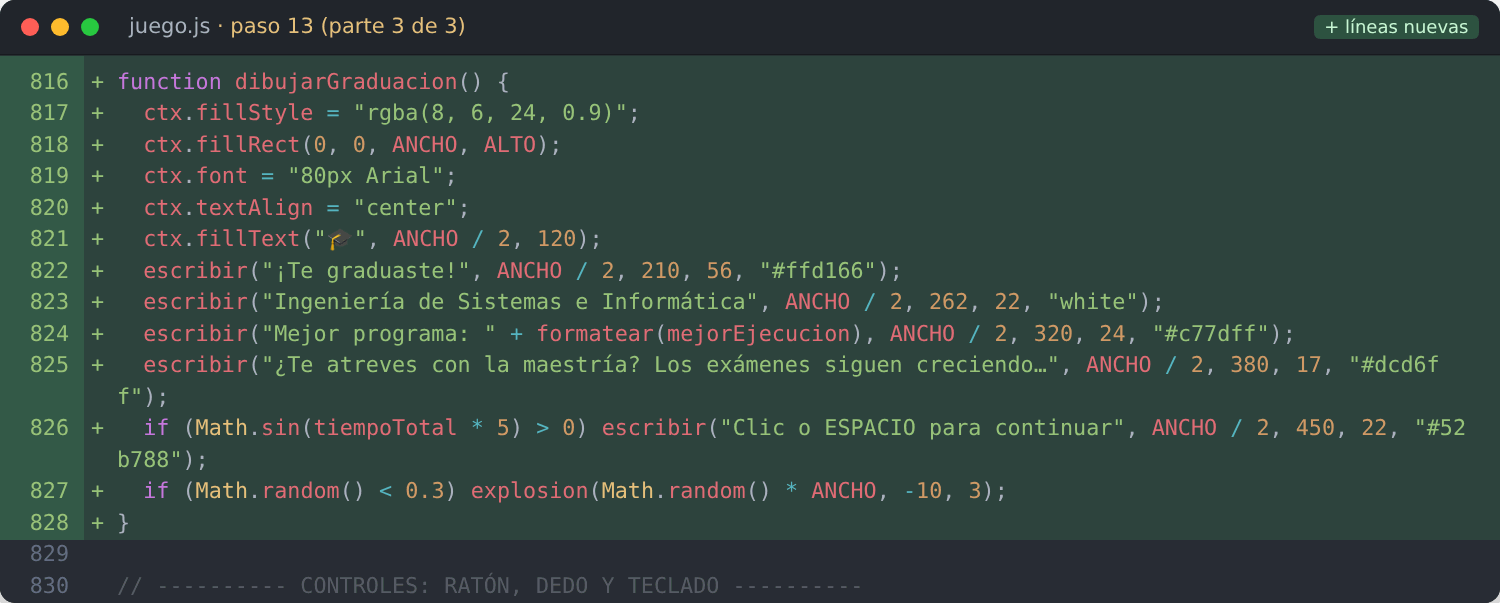 juego.js · paso 13 (parte 3 de 3)
+ líneas nuevas
816 + function dibujarGraduacion() {
817 +   ctx.fillStyle = "rgba(8, 6, 24, 0.9)";
818 +   ctx.fillRect(0, 0, ANCHO, ALTO);
819 +   ctx.font = "80px Arial";
820 +   ctx.textAlign = "center";
821 +   ctx.fillText("🎓", ANCHO / 2, 120);
822 +   escribir("¡Te graduaste!", ANCHO / 2, 210, 56, "#ffd166");
823 +   escribir("Ingeniería de Sistemas e Informática", ANCHO / 2, 262, 22, "white");
824 +   escribir("Mejor programa: " + formatear(mejorEjecucion), ANCHO / 2, 320, 24, "#c77dff");
825 +   escribir("¿Te atreves con la maestría? Los exámenes siguen creciendo…", ANCHO / 2, 380, 17, "#dcd6f
f");
826 +   if (Math.sin(tiempoTotal * 5) > 0) escribir("Clic o ESPACIO para continuar", ANCHO / 2, 450, 22, "#52
b788");
827 +   if (Math.random() < 0.3) explosion(Math.random() * ANCHO, -10, 3);
828 + }
829
830 // ---------- CONTROLES: RATÓN, DEDO Y TECLADO ----------